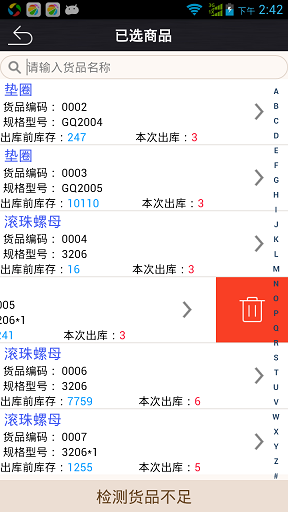 下午 2:42
已选商品
请输入货品名称
垫圈
货品编码： 0002
规格型号： GQ2004
出库前库存：247 本次出库：3
垫圈
货品编码： 0003
规格型号： GQ2005
出库前库存：10110 本次出库：3
滚珠螺母
货品编码： 0004
规格型号： 3206
出库前库存：16 本次出库：3
005
206*1
241 本次出库：3
滚珠螺母
货品编码： 0006
规格型号： 3206
出库前库存：7759 本次出库：6
滚珠螺母
货品编码： 0007
规格型号： 3206*1
出库前库存：1255 本次出库：5
A
B
C
D
E
F
G
H
I
J
K
L
M
N
O
P
Q
R
S
T
U
V
W
X
Y
Z
#
检测货品不足